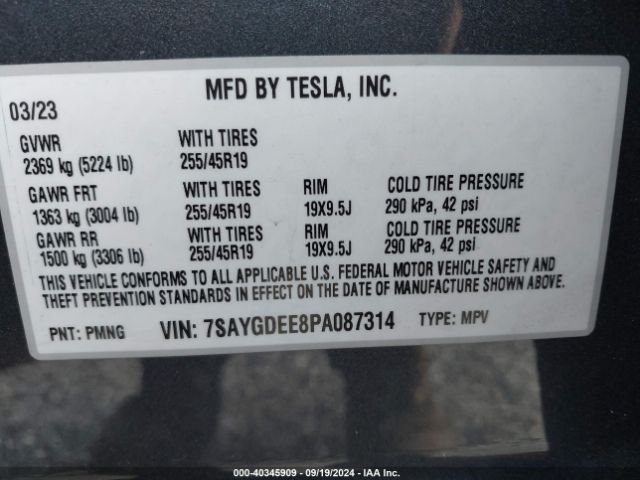 MFD BY TESLA, INC.
03/23
GVWR WITH TIRES
2369 kg (5224 lb) 255/45R19
GAWR FRT WITH TIRES RIM COLD TIRE PRESSURE
1363 kg (3004 lb) 255/45R19 19X9.5J 290 kPa, 42 psi
GAWR RR WITH TIRES RIM COLD TIRE PRESSURE
1500 kg (3306 lb) 255/45R19 19X9.5J 290 kPa, 42 psi
THIS VEHICLE CONFORMS TO ALL APPLICABLE U.S. FEDERAL MOTOR VEHICLE SAFETY AND
THEFT PREVENTION STANDARDS IN EFFECT ON THE DATE OF MANUFACTURE SHOWN ABOVE.
PNT: PMNG VIN: 7SAYGDEE8PA087314 TYPE: MPV
000-40345909 - 09/19/2024 - IAA Inc.